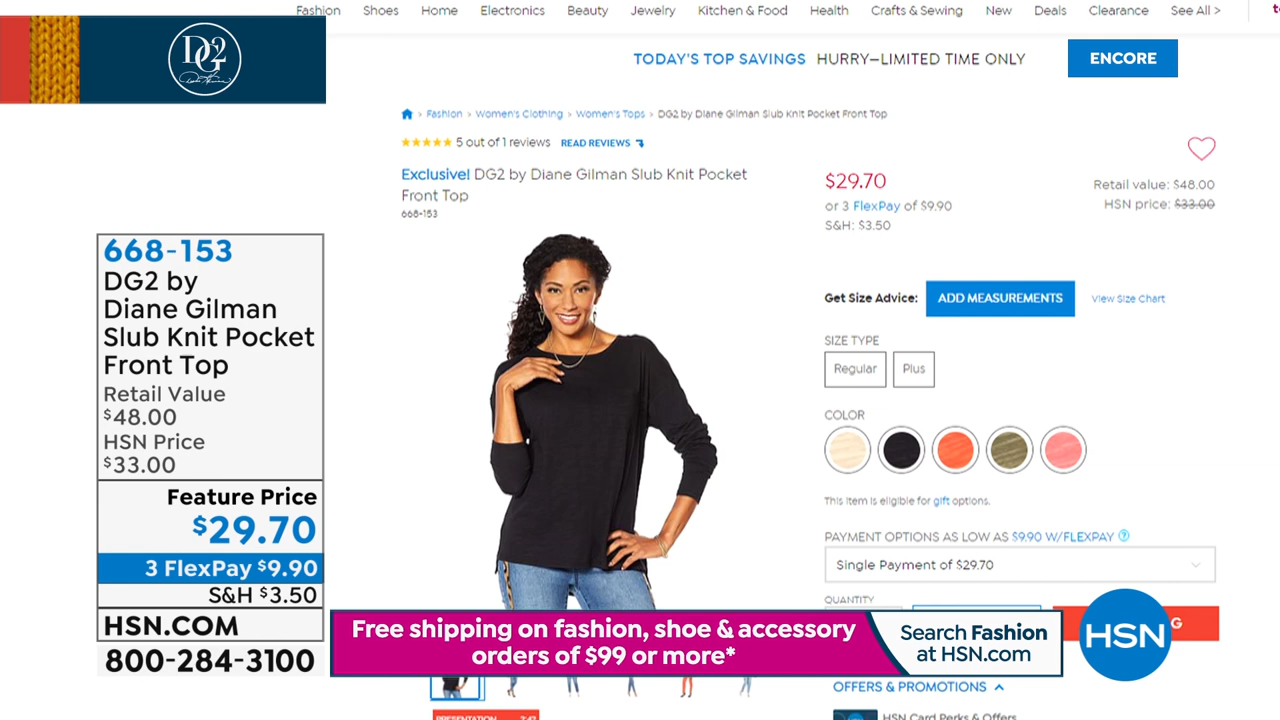 Fashion Shoes Home Electronics Beauty Jewelry Kitchen & Food Health Crafts & Sewing New Deals Clearance See All >
DG2
TODAY'S TOP SAVINGS HURRY—LIMITED TIME ONLY ENCORE
> Fashion > Women's Clothing > Women's Tops > DG2 by Diane Gilman Slub Knit Pocket Front Top
5 out of 1 reviews READ REVIEWS
Exclusive! DG2 by Diane Gilman Slub Knit Pocket
Front Top
668-153
$29.70
or 3 FlexPay of $9.90
S&H: $3.50
Retail value: $48.00
HSN price: $33.00
668-153
DG2 by
Diane Gilman
Slub Knit Pocket
Front Top
Retail Value
$48.00
HSN Price
$33.00
Feature Price
$29.70
3 FlexPay $9.90
S&H $3.50
HSN.COM
800-284-3100
Get Size Advice: ADD MEASUREMENTS View Size Chart
SIZE TYPE
Regular Plus
COLOR
This item is eligible for gift options.
PAYMENT OPTIONS AS LOW AS $9.90 W/FLEXPAY ?
Single Payment of $29.70
QUANTITY
Free shipping on fashion, shoe & accessory
orders of $99 or more*
Search Fashion
at HSN.com
HSN
G
OFFERS & PROMOTIONS
PRESENTATION 2:42
HSN Card Perks & Offers